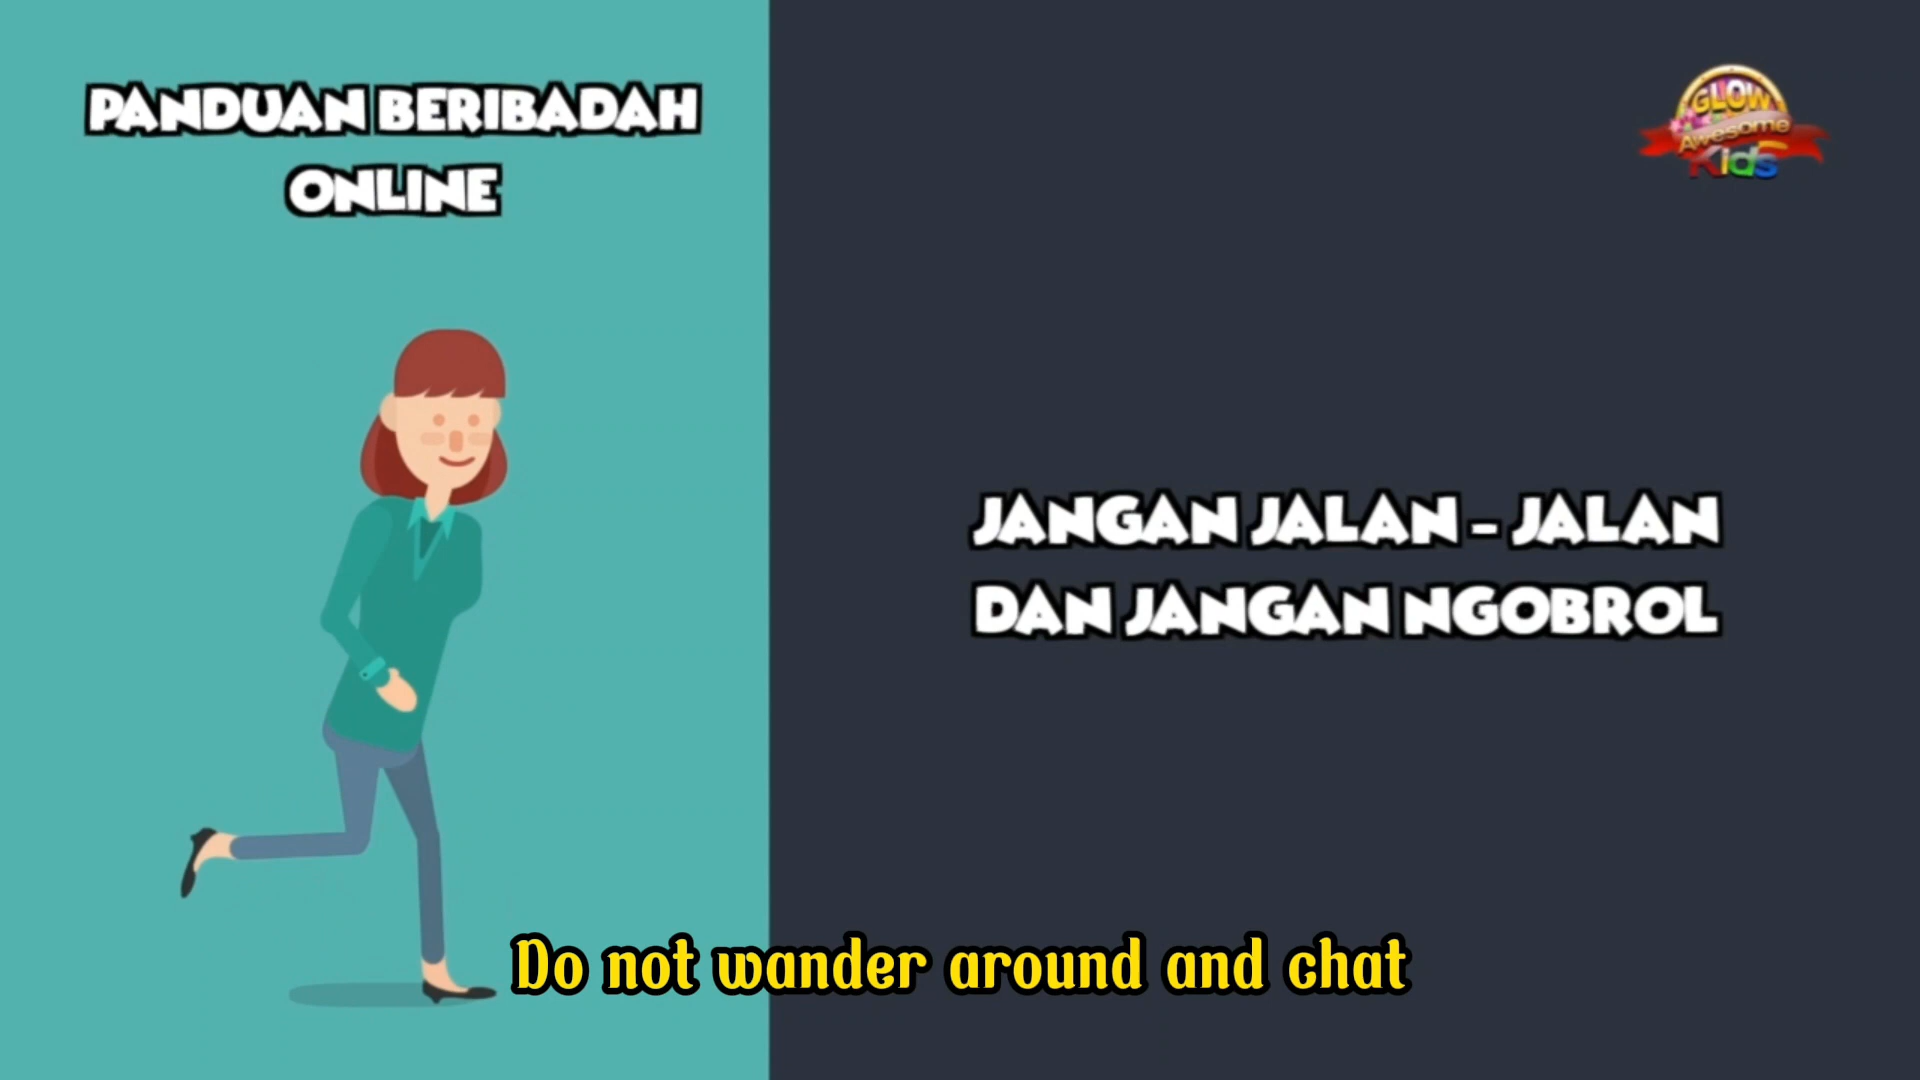 PANDUAN BERIBADAH
ONLINE
GLOW
Awesome
Kids
JANGAN JALAN - JALAN
DAN JANGAN NGOBROL
Do not wander around and chat